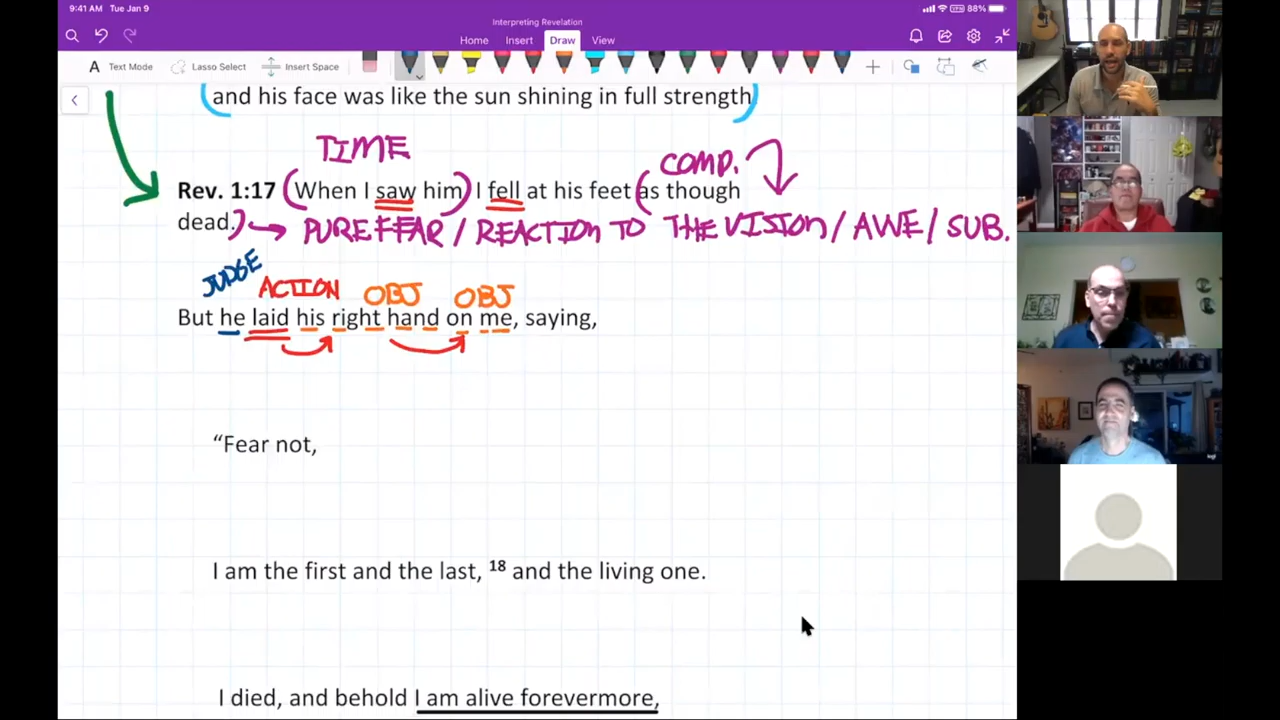 9:41 AM Tue Jan 9
VPN 88%
Interpreting Revelation
Home Insert Draw View
A Text Mode Lasso Select Insert Space
and his face was like the sun shining in full strength
TIME COMP.
Rev. 1:17 When I saw him I fell at his feet as though
dead. PURE FEAR / REACTION TO THE VISION / AWE / SUB.
JUDGE ACTION OBJ OBJ
But he laid his right hand on me, saying,
“Fear not,
I am the first and the last, 18 and the living one.
I died, and behold I am alive forevermore,